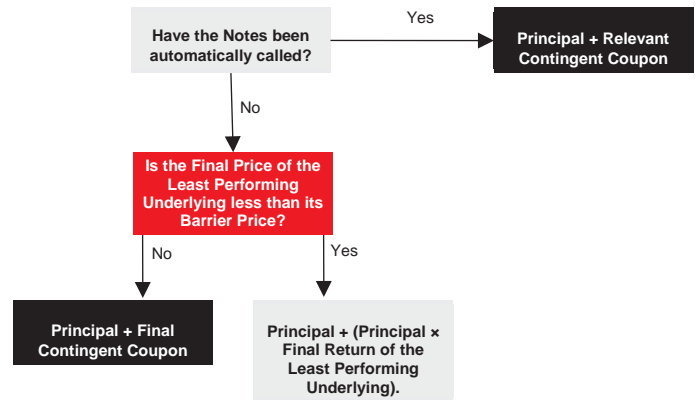 Have the Notes been
automatically called?
Yes
Principal + Relevant
Contingent Coupon
No
Is the Final Price of the
Least Performing
Underlying less than its
Barrier Price?
No
Yes
Principal + Final
Contingent Coupon
Principal + (Principal ×
Final Return of the
Least Performing
Underlying).